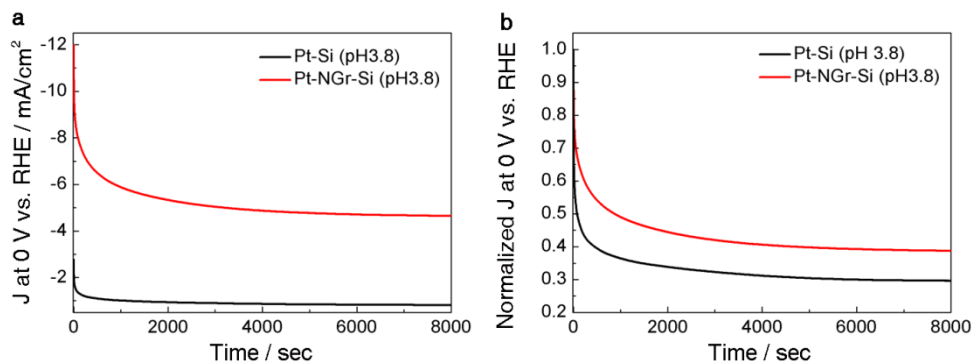 a
J at 0 V vs. RHE / mA/cm²
-12
-10
-8
-6
-4
-2
Pt-Si (pH3.8)
Pt-NGr-Si (pH3.8)
0
2000
4000
6000
8000
Time / sec
b
Normalized J at 0 V vs. RHE
1.0
0.9
0.8
0.7
0.6
0.5
0.4
0.3
0.2
Pt-Si (pH 3.8)
Pt-NGr-Si (pH3.8)
0
2000
4000
6000
8000
Time / sec